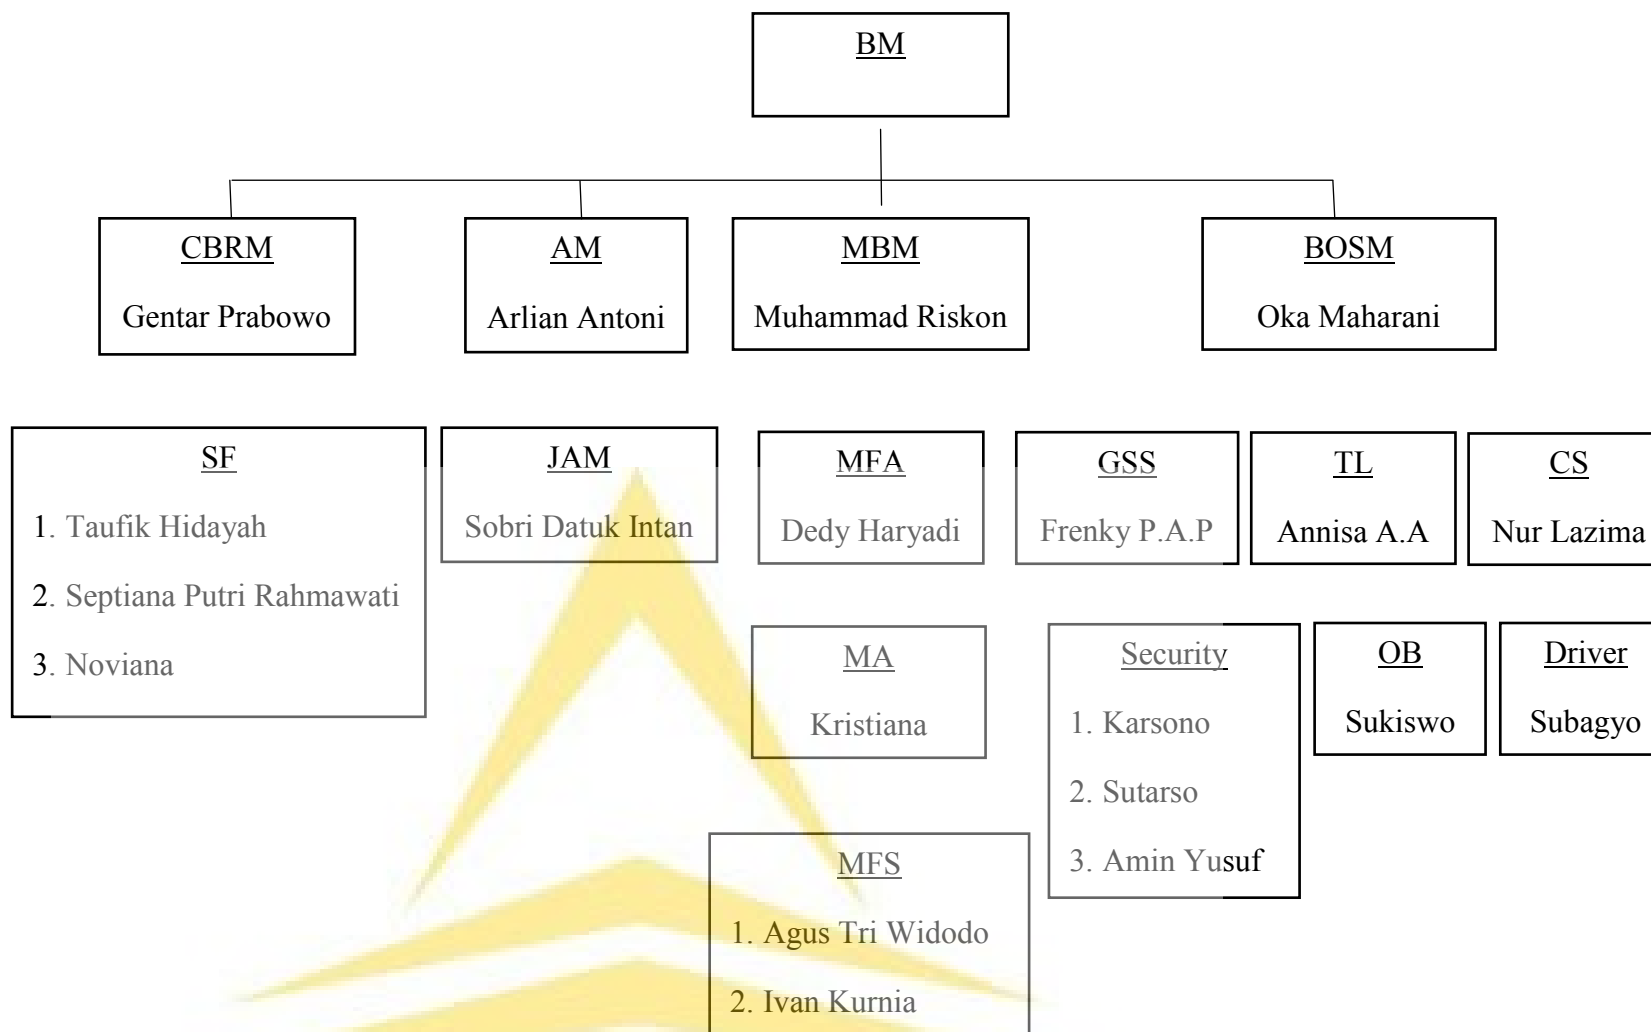 BM
CBRM
Gentar Prabowo
AM
Arlian Antoni
MBM
Muhammad Riskon
BOSM
Oka Maharani
SF
1. Taufik Hidayah
2. Septiana Putri Rahmawati
3. Noviana
JAM
Sobri Datuk Intan
MFA
Dedy Haryadi
GSS
Frenky P.A.P
TL
Annisa A.A
CS
Nur Lazima
MA
Kristiana
Security
1. Karsono
2. Sutarso
3. Amin Yusuf
OB
Sukiswo
Driver
Subagyo
MFS
1. Agus Tri Widodo
2. Ivan Kurnia